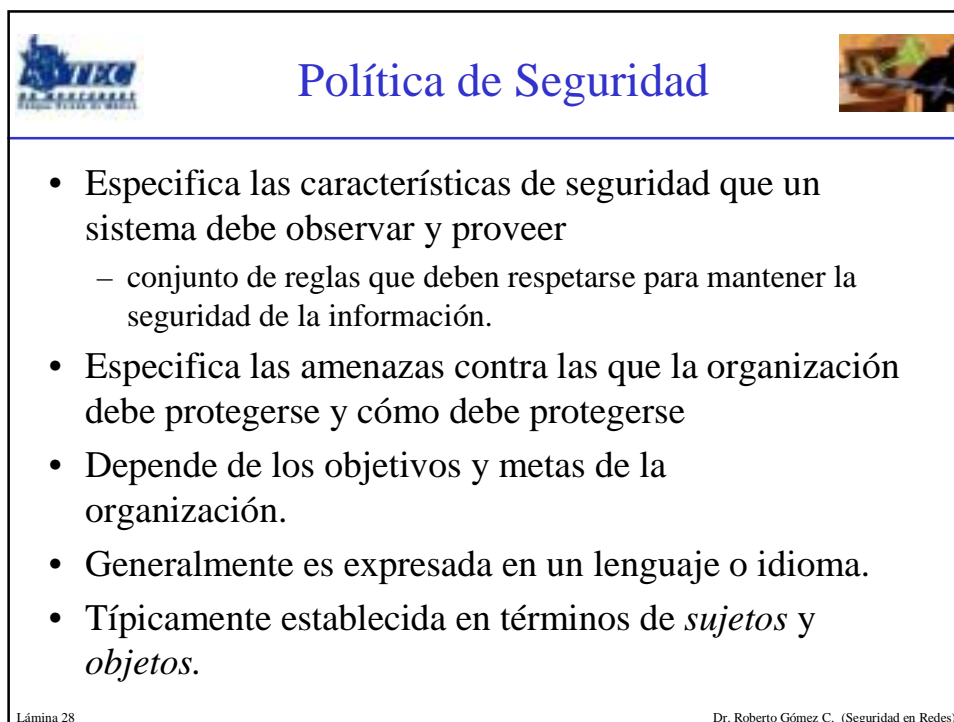 TEC
DE MONTERREY
Política de Seguridad
• Especifica las características de seguridad que un
sistema debe observar y proveer
– conjunto de reglas que deben respetarse para mantener la
seguridad de la información.
• Especifica las amenazas contra las que la organización
debe protegerse y cómo debe protegerse
• Depende de los objetivos y metas de la
organización.
• Generalmente es expresada en un lenguaje o idioma.
• Típicamente establecida en términos de sujetos y
objetos.
Lámina 28
Dr. Roberto Gómez C. (Seguridad en Redes)